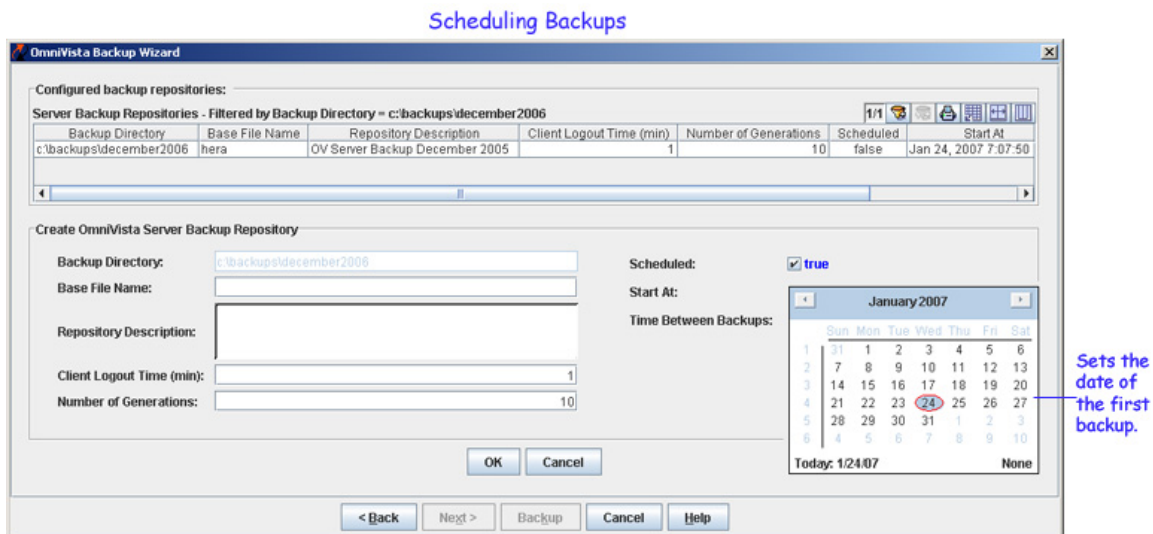 Scheduling Backups
OmniVista Backup Wizard
Configured backup repositories:
Server Backup Repositories - Filtered by Backup Directory = c:\backups\december2006
1/1
Backup Directory Base File Name Repository Description Client Logout Time (min) Number of Generations Scheduled Start At
c:\backups\december2006 hera OV Server Backup December 2005 1 10 false Jan 24, 2007 7:07:50
Create OmniVista Server Backup Repository
Backup Directory: c:\backups\december2006
Base File Name:
Repository Description:
Client Logout Time (min): 1
Number of Generations: 10
Scheduled: true
Start At:
Time Between Backups:
January 2007
Sun Mon Tue Wed Thu Fri Sat
1 31 1 2 3 4 5 6
2 7 8 9 10 11 12 13
3 14 15 16 17 18 19 20
4 21 22 23 24 25 26 27
5 28 29 30 31 1 2 3
6 4 5 6 7 8 9 10
Today: 1/24/07 None
Sets the
date of
the first
backup.
OK Cancel
< Back Next > Backup Cancel Help